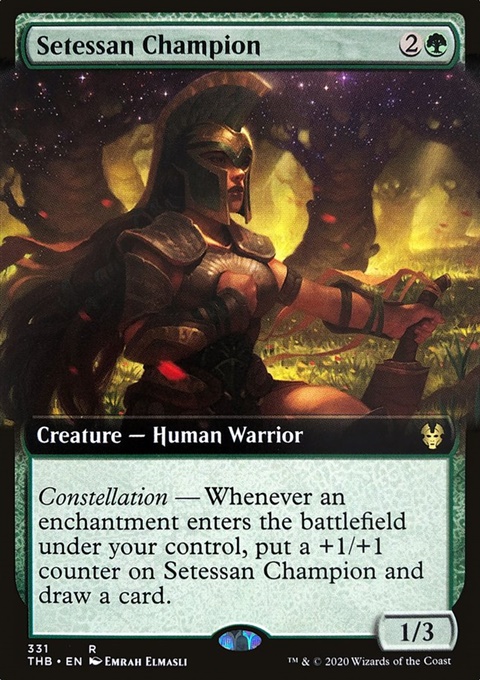 Setessan Champion 2
Creature — Human Warrior
Constellation — Whenever an
enchantment enters the battlefield
under your control, put a +1/+1
counter on Setessan Champion and
draw a card.
1/3
331 R
THB • EN Emrah Elmasli
™ & © 2020 Wizards of the Coast